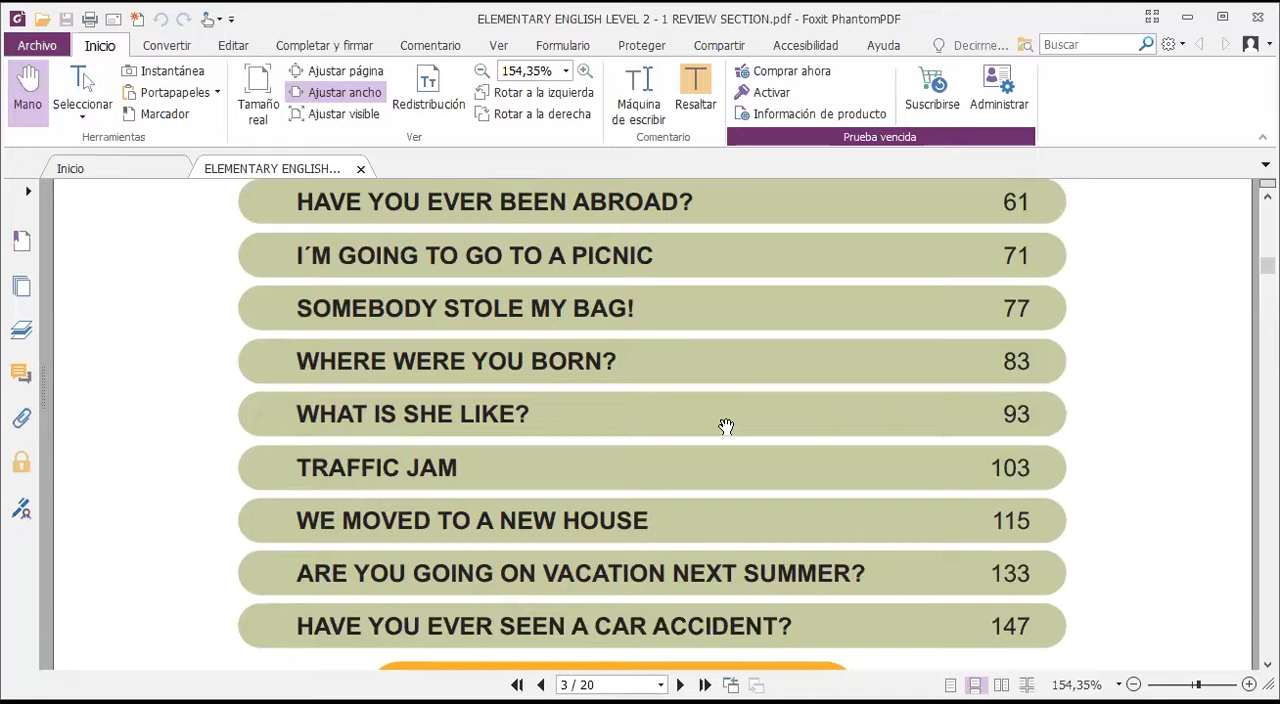 ELEMENTARY ENGLISH LEVEL 2 - 1 REVIEW SECTION.pdf - Foxit PhantomPDF
Archivo Inicio Convertir Editar Completar y firmar Comentario Ver Formulario Proteger Compartir Accesibilidad Ayuda Decirme... Buscar
Mano
Seleccionar
Instantánea
Portapapeles
Marcador
Herramientas
Tamaño real
Ajustar página
Ajustar ancho
Ajustar visible
Redistribución
154,35%
Rotar a la izquierda
Rotar a la derecha
Ver
Máquina de escribir
Resaltar
Comentario
Comprar ahora
Activar
Información de producto
Suscribirse
Administrar
Prueba vencida
Inicio
ELEMENTARY ENGLISH...
HAVE YOU EVER BEEN ABROAD? 61
I´M GOING TO GO TO A PICNIC 71
SOMEBODY STOLE MY BAG! 77
WHERE WERE YOU BORN? 83
WHAT IS SHE LIKE? 93
TRAFFIC JAM 103
WE MOVED TO A NEW HOUSE 115
ARE YOU GOING ON VACATION NEXT SUMMER? 133
HAVE YOU EVER SEEN A CAR ACCIDENT? 147
3 / 20
154,35%